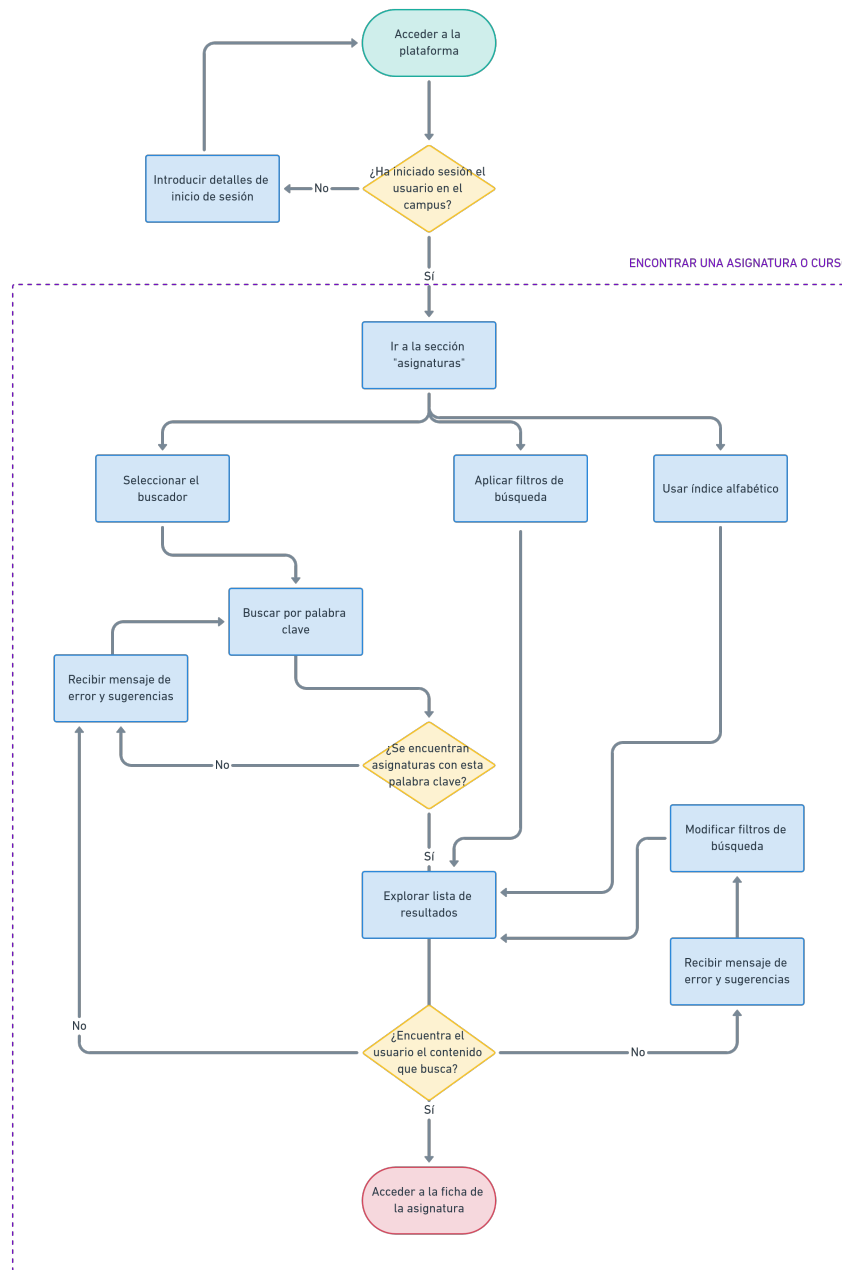 Acceder a la
plataforma
¿Ha iniciado sesión el
usuario en el
campus?
No
Introducir detalles de
inicio de sesión
Sí
ENCONTRAR UNA ASIGNATURA O CURS
Ir a la sección
"asignaturas"
Seleccionar el
buscador
Aplicar filtros de
búsqueda
Usar índice alfabético
Buscar por palabra
clave
Recibir mensaje de
error y sugerencias
¿Se encuentran
asignaturas con esta
palabra clave?
No
Sí
Modificar filtros de
búsqueda
Explorar lista de
resultados
Recibir mensaje de
error y sugerencias
¿Encuentra el
usuario el contenido
que busca?
No
No
Sí
Acceder a la ficha de
la asignatura